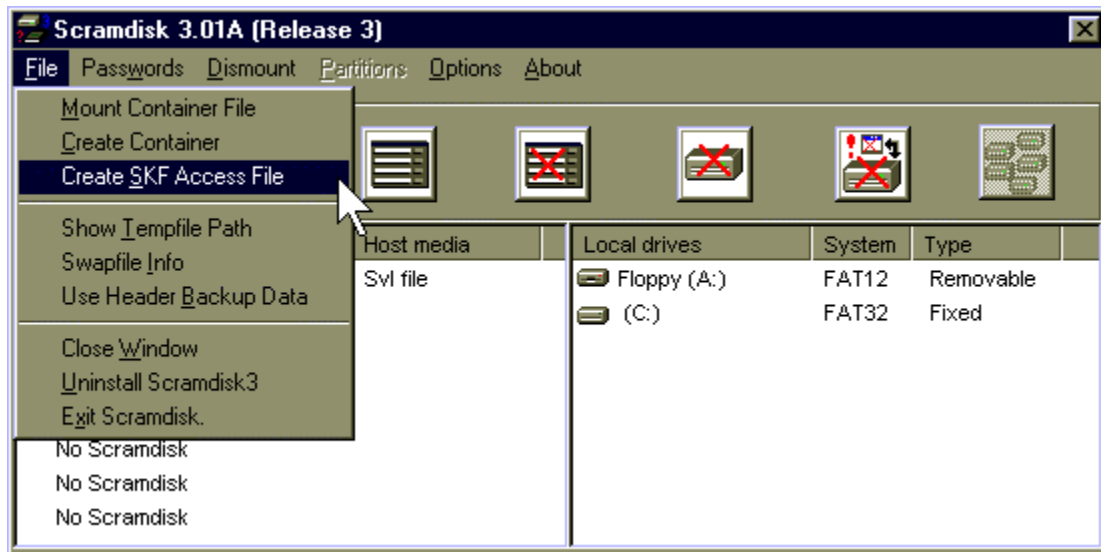 Scramdisk 3.01A (Release 3)
File Passwords Dismount Partitions Options About
Mount Container File
Create Container
Create SKF Access File
Show Tempfile Path
Swapfile Info
Use Header Backup Data
Close Window
Uninstall Scramdisk3
Exit Scramdisk.
Host media
Svl file
No Scramdisk
No Scramdisk
No Scramdisk
Local drives System Type
Floppy (A:) FAT12 Removable
(C:) FAT32 Fixed